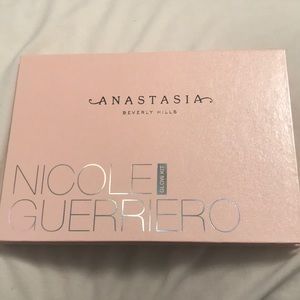 ANASTASIA
BEVERLY HILLS
NICOLE
GLOW KIT
GUERRIERO